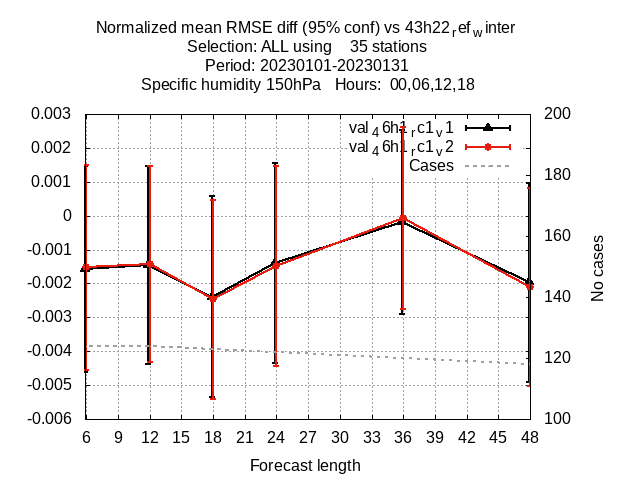 Normalized mean RMSE diff (95% conf) vs 43h22refwinter
Selection: ALL using    35 stations
Period: 20230101-20230131
Specific humidity 150hPa   Hours:  00,06,12,18
0.003
0.002
0.001
0
-0.001
-0.002
-0.003
-0.004
-0.005
-0.006
val46h1rc1v1
val46h1rc1v2
Cases
200
180
160
140
120
100
No cases
6 9 12 15 18 21 24 27 30 33 36 39 42 45 48
Forecast length